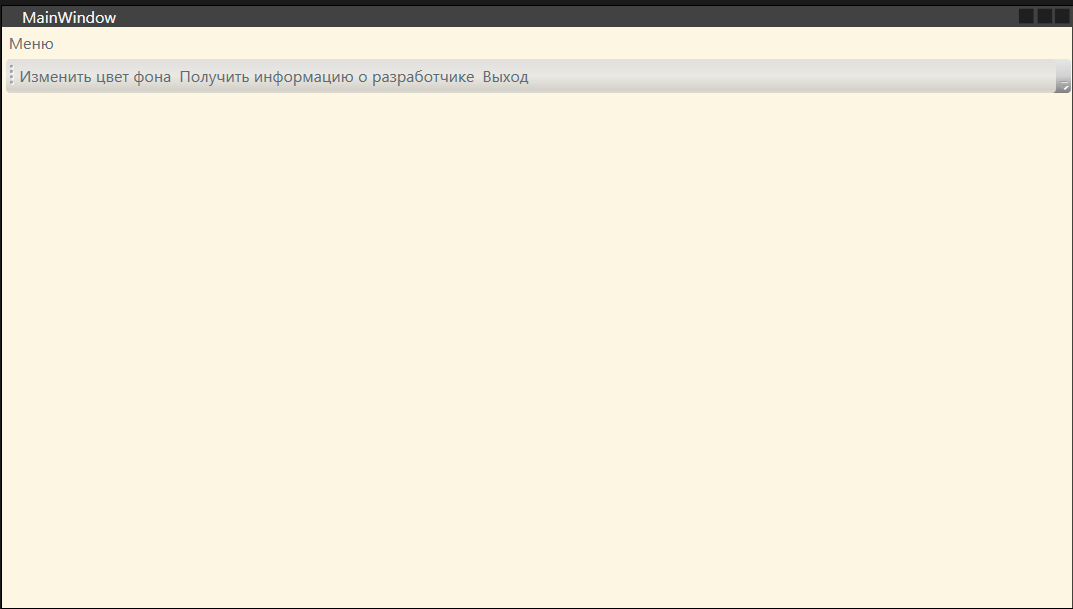 MainWindow
Меню
Изменить цвет фона Получить информацию о разработчике Выход